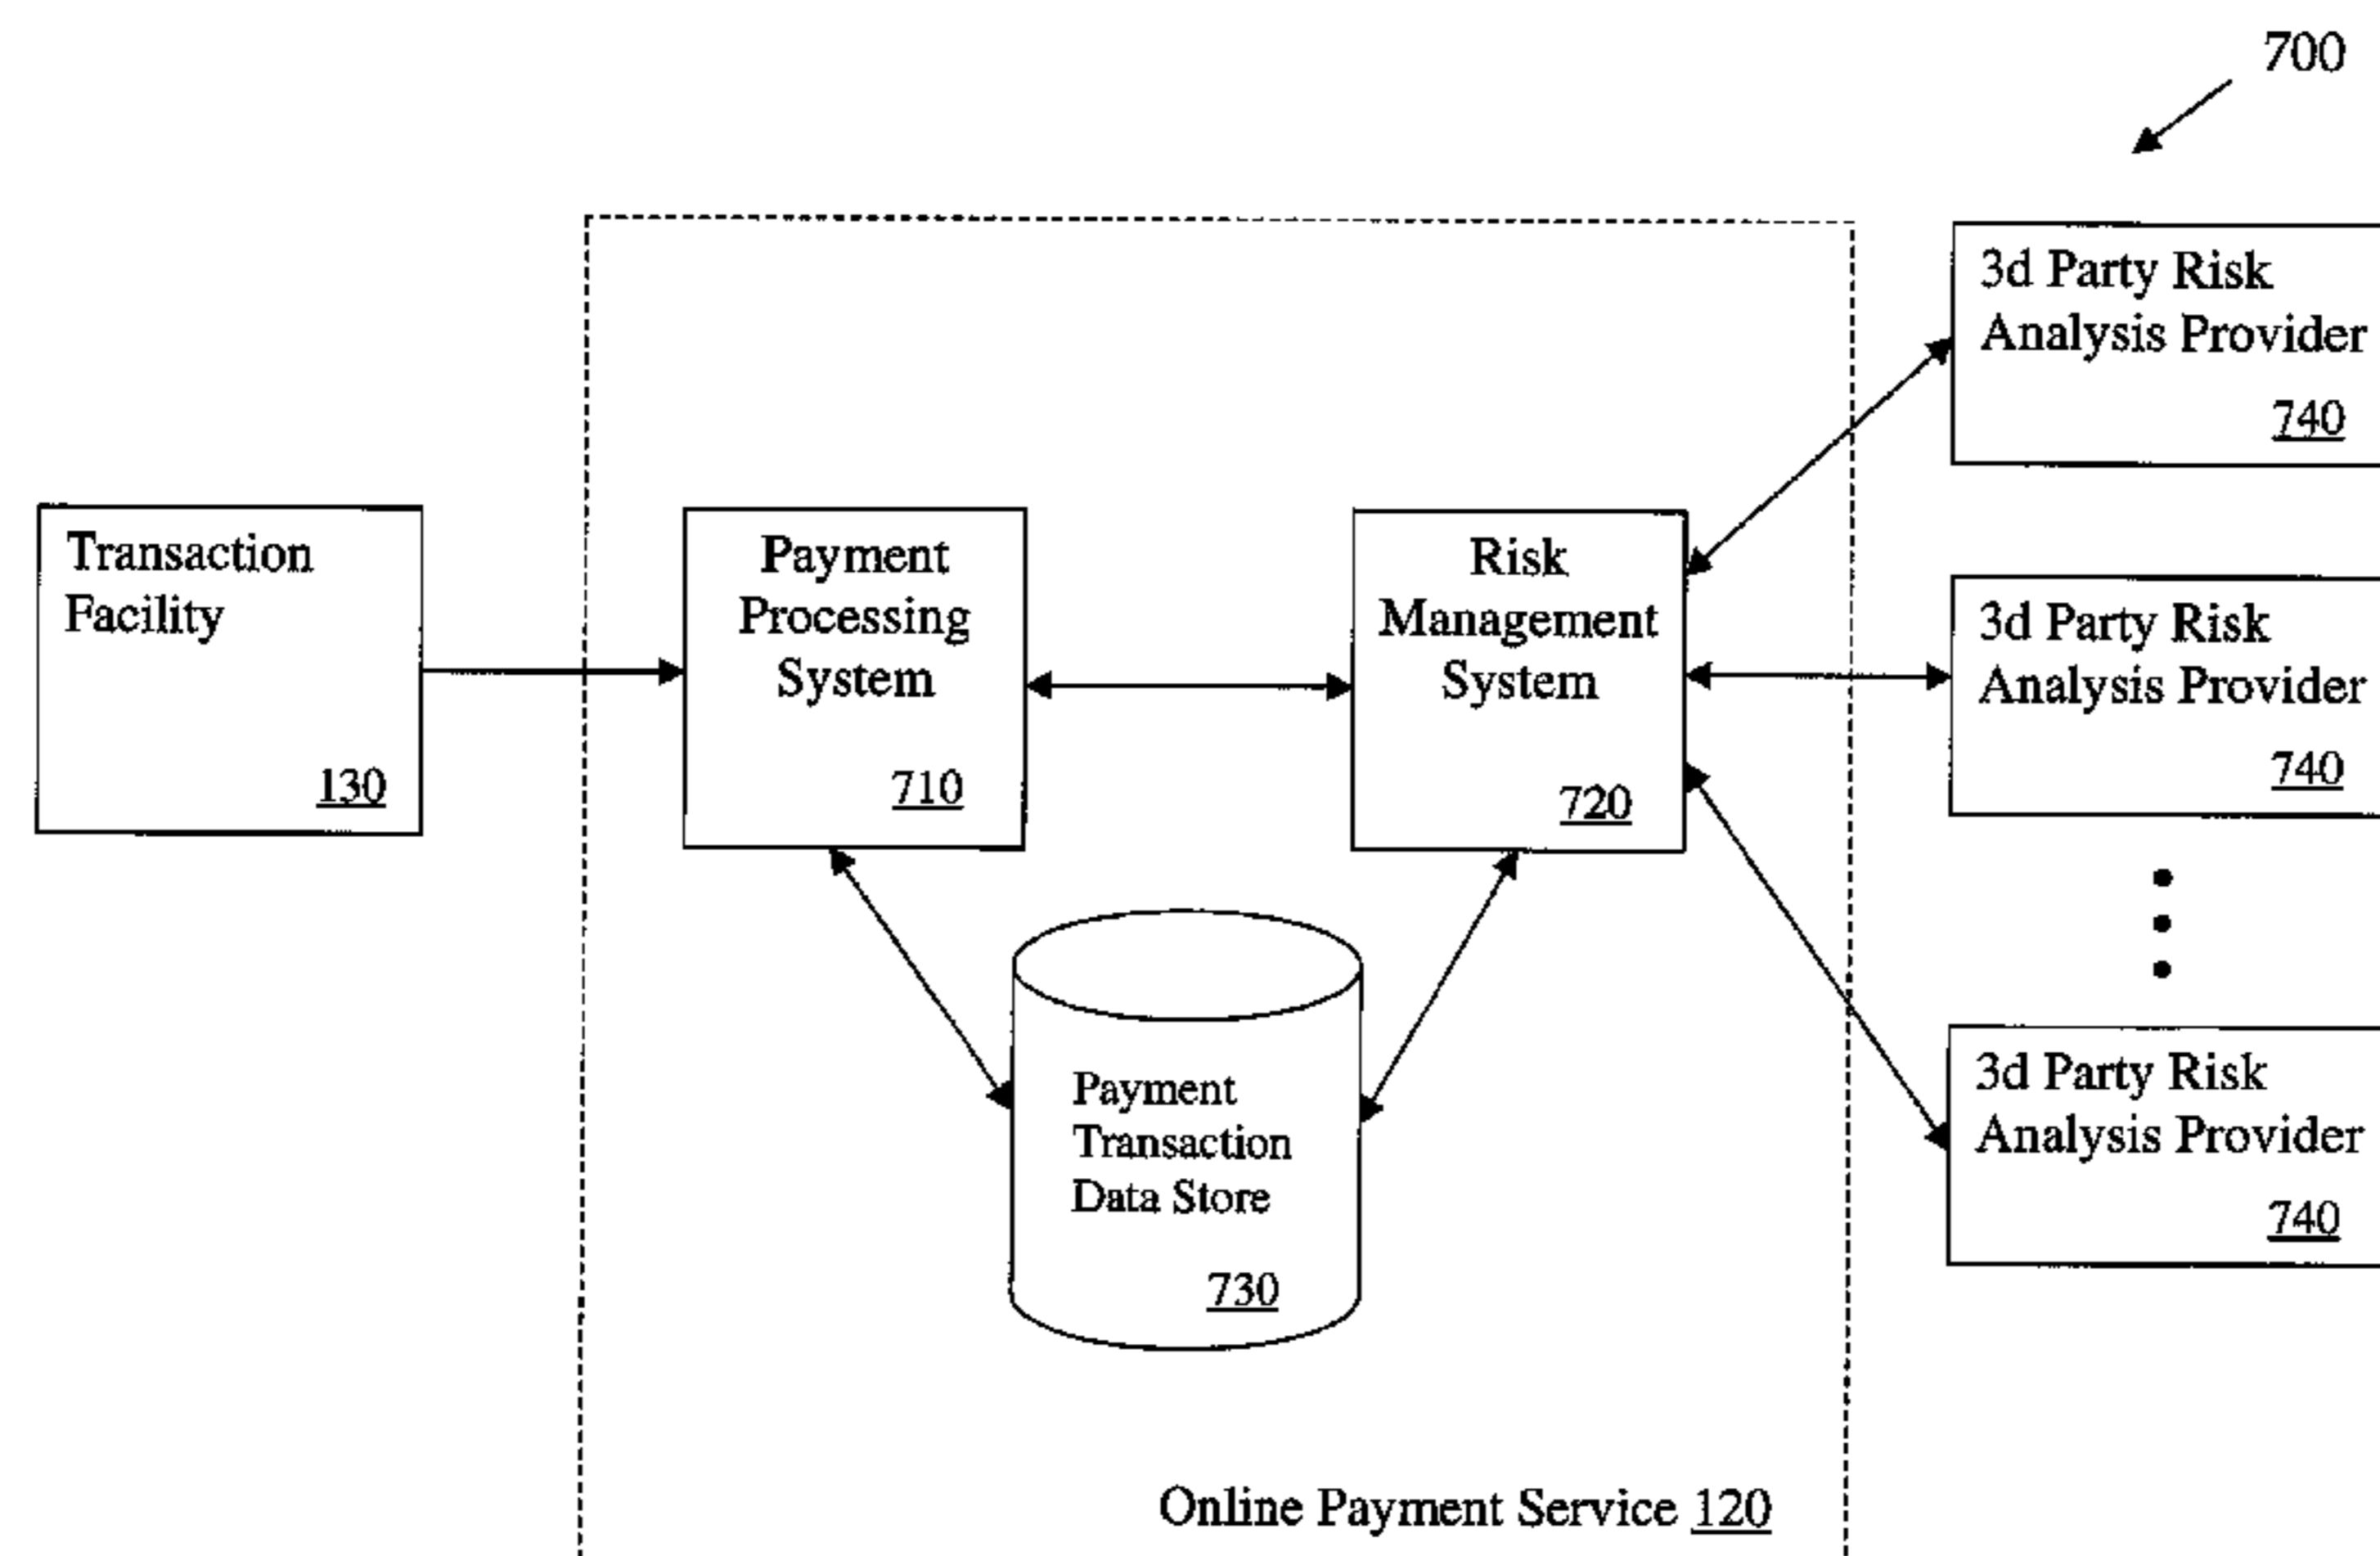 700
3d Party Risk
Analysis Provider
740
Transaction
Facility
130
Payment
Processing
System
710
Risk
Management
System
720
3d Party Risk
Analysis Provider
740
Payment
Transaction
Data Store
730
3d Party Risk
Analysis Provider
740
Online Payment Service 120